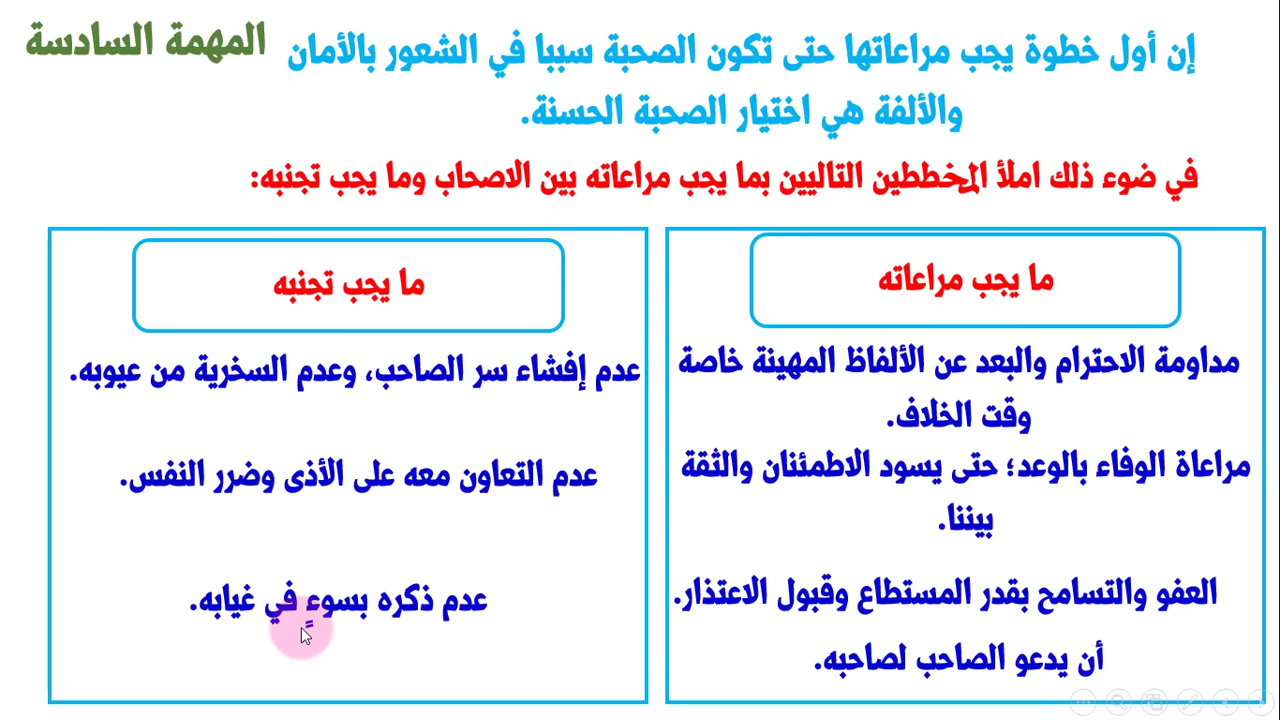 المهمة السادسة
إن أول خطوة يجب مراعاتها حتى تكون الصحبة سببا في الشعور بالأمان
والألفة هي اختيار الصحبة الحسنة.
في ضوء ذلك املأ المخططين التاليين بما يجب مراعاته بين الاصحاب وما يجب تجنبه:
ما يجب مراعاته
مداومة الاحترام والبعد عن الألفاظ المهينة خاصة
وقت الخلاف.
مراعاة الوفاء بالوعد؛ حتى يسود الاطمئنان والثقة
بيننا.
العفو والتسامح بقدر المستطاع وقبول الاعتذار.
أن يدعو الصاحب لصاحبه.
ما يجب تجنبه
عدم إفشاء سر الصاحب، وعدم السخرية من عيوبه.
عدم التعاون معه على الأذى وضرر النفس.
عدم ذكره بسوءٍ في غيابه.